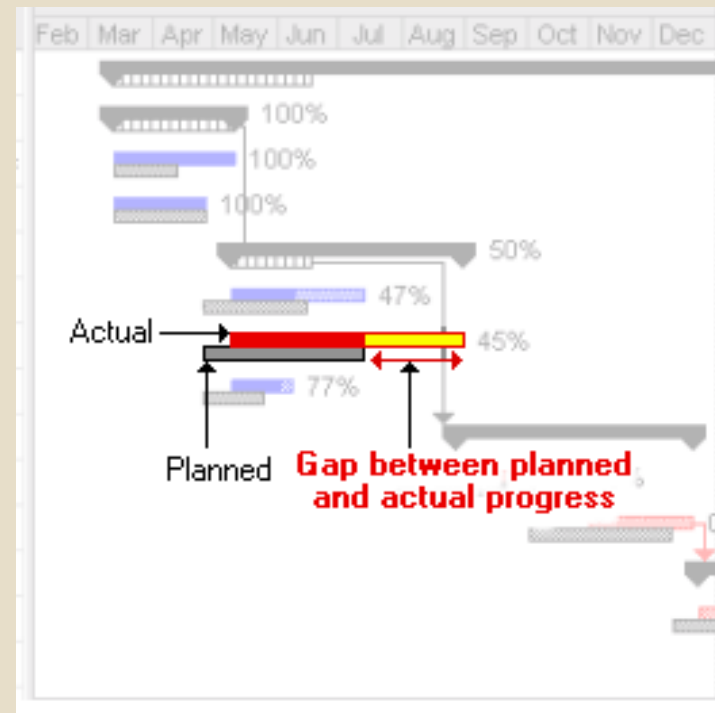 Feb Mar Apr May Jun Jul Aug Sep Oct Nov Dec
100%
100%
100%
50%
47%
Actual
45%
77%
Planned
Gap between planned
and actual progress